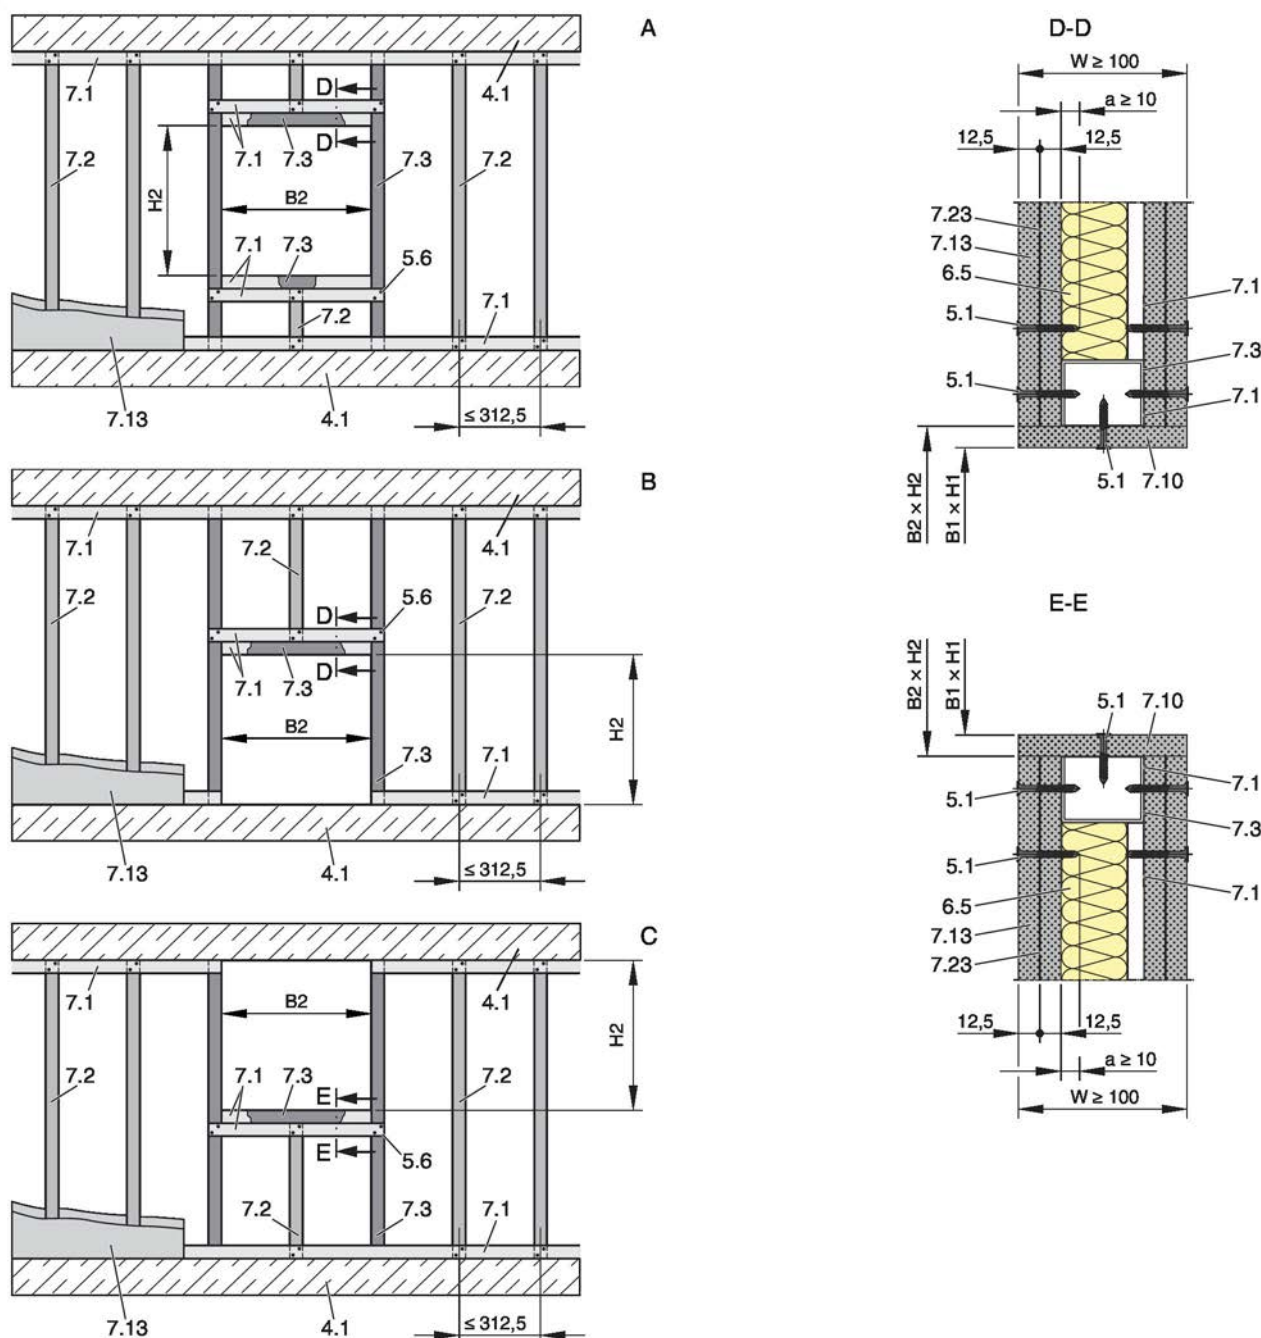 A
4.1
7.1
D
7.2
7.1
7.3
D
7.3
7.2
H2
B2
7.1
7.3
5.6
7.2
7.1
7.13
4.1
≤ 312,5
B
7.1
7.2
4.1
7.2
D
5.6
7.2
7.1
7.3
D
B2
H2
7.3
7.1
7.13
4.1
≤ 312,5
C
7.1
B2
4.1
H2
7.2
7.1
7.3
E
7.2
E
5.6
7.2
7.3
7.1
7.13
4.1
≤ 312,5
D-D
W ≥ 100
a ≥ 10
12,5
12,5
7.23
7.13
6.5
5.1
7.1
7.3
5.1
7.1
5.1
7.10
B2 × H2
B1 × H1
E-E
B2 × H2
B1 × H1
5.1
7.10
5.1
7.1
7.3
5.1
7.1
6.5
7.13
7.23
12,5
12,5
a ≥ 10
W ≥ 100